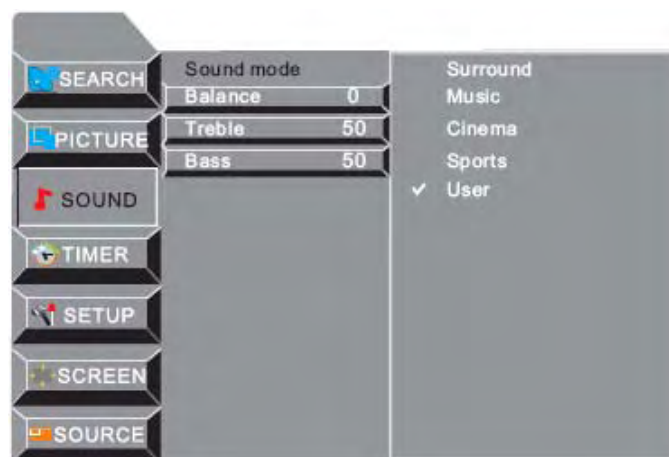 SEARCH
PICTURE
SOUND
TIMER
SETUP
SCREEN
SOURCE
Sound mode
Balance 0
Treble 50
Bass 50
Surround
Music
Cinema
Sports
✓ User